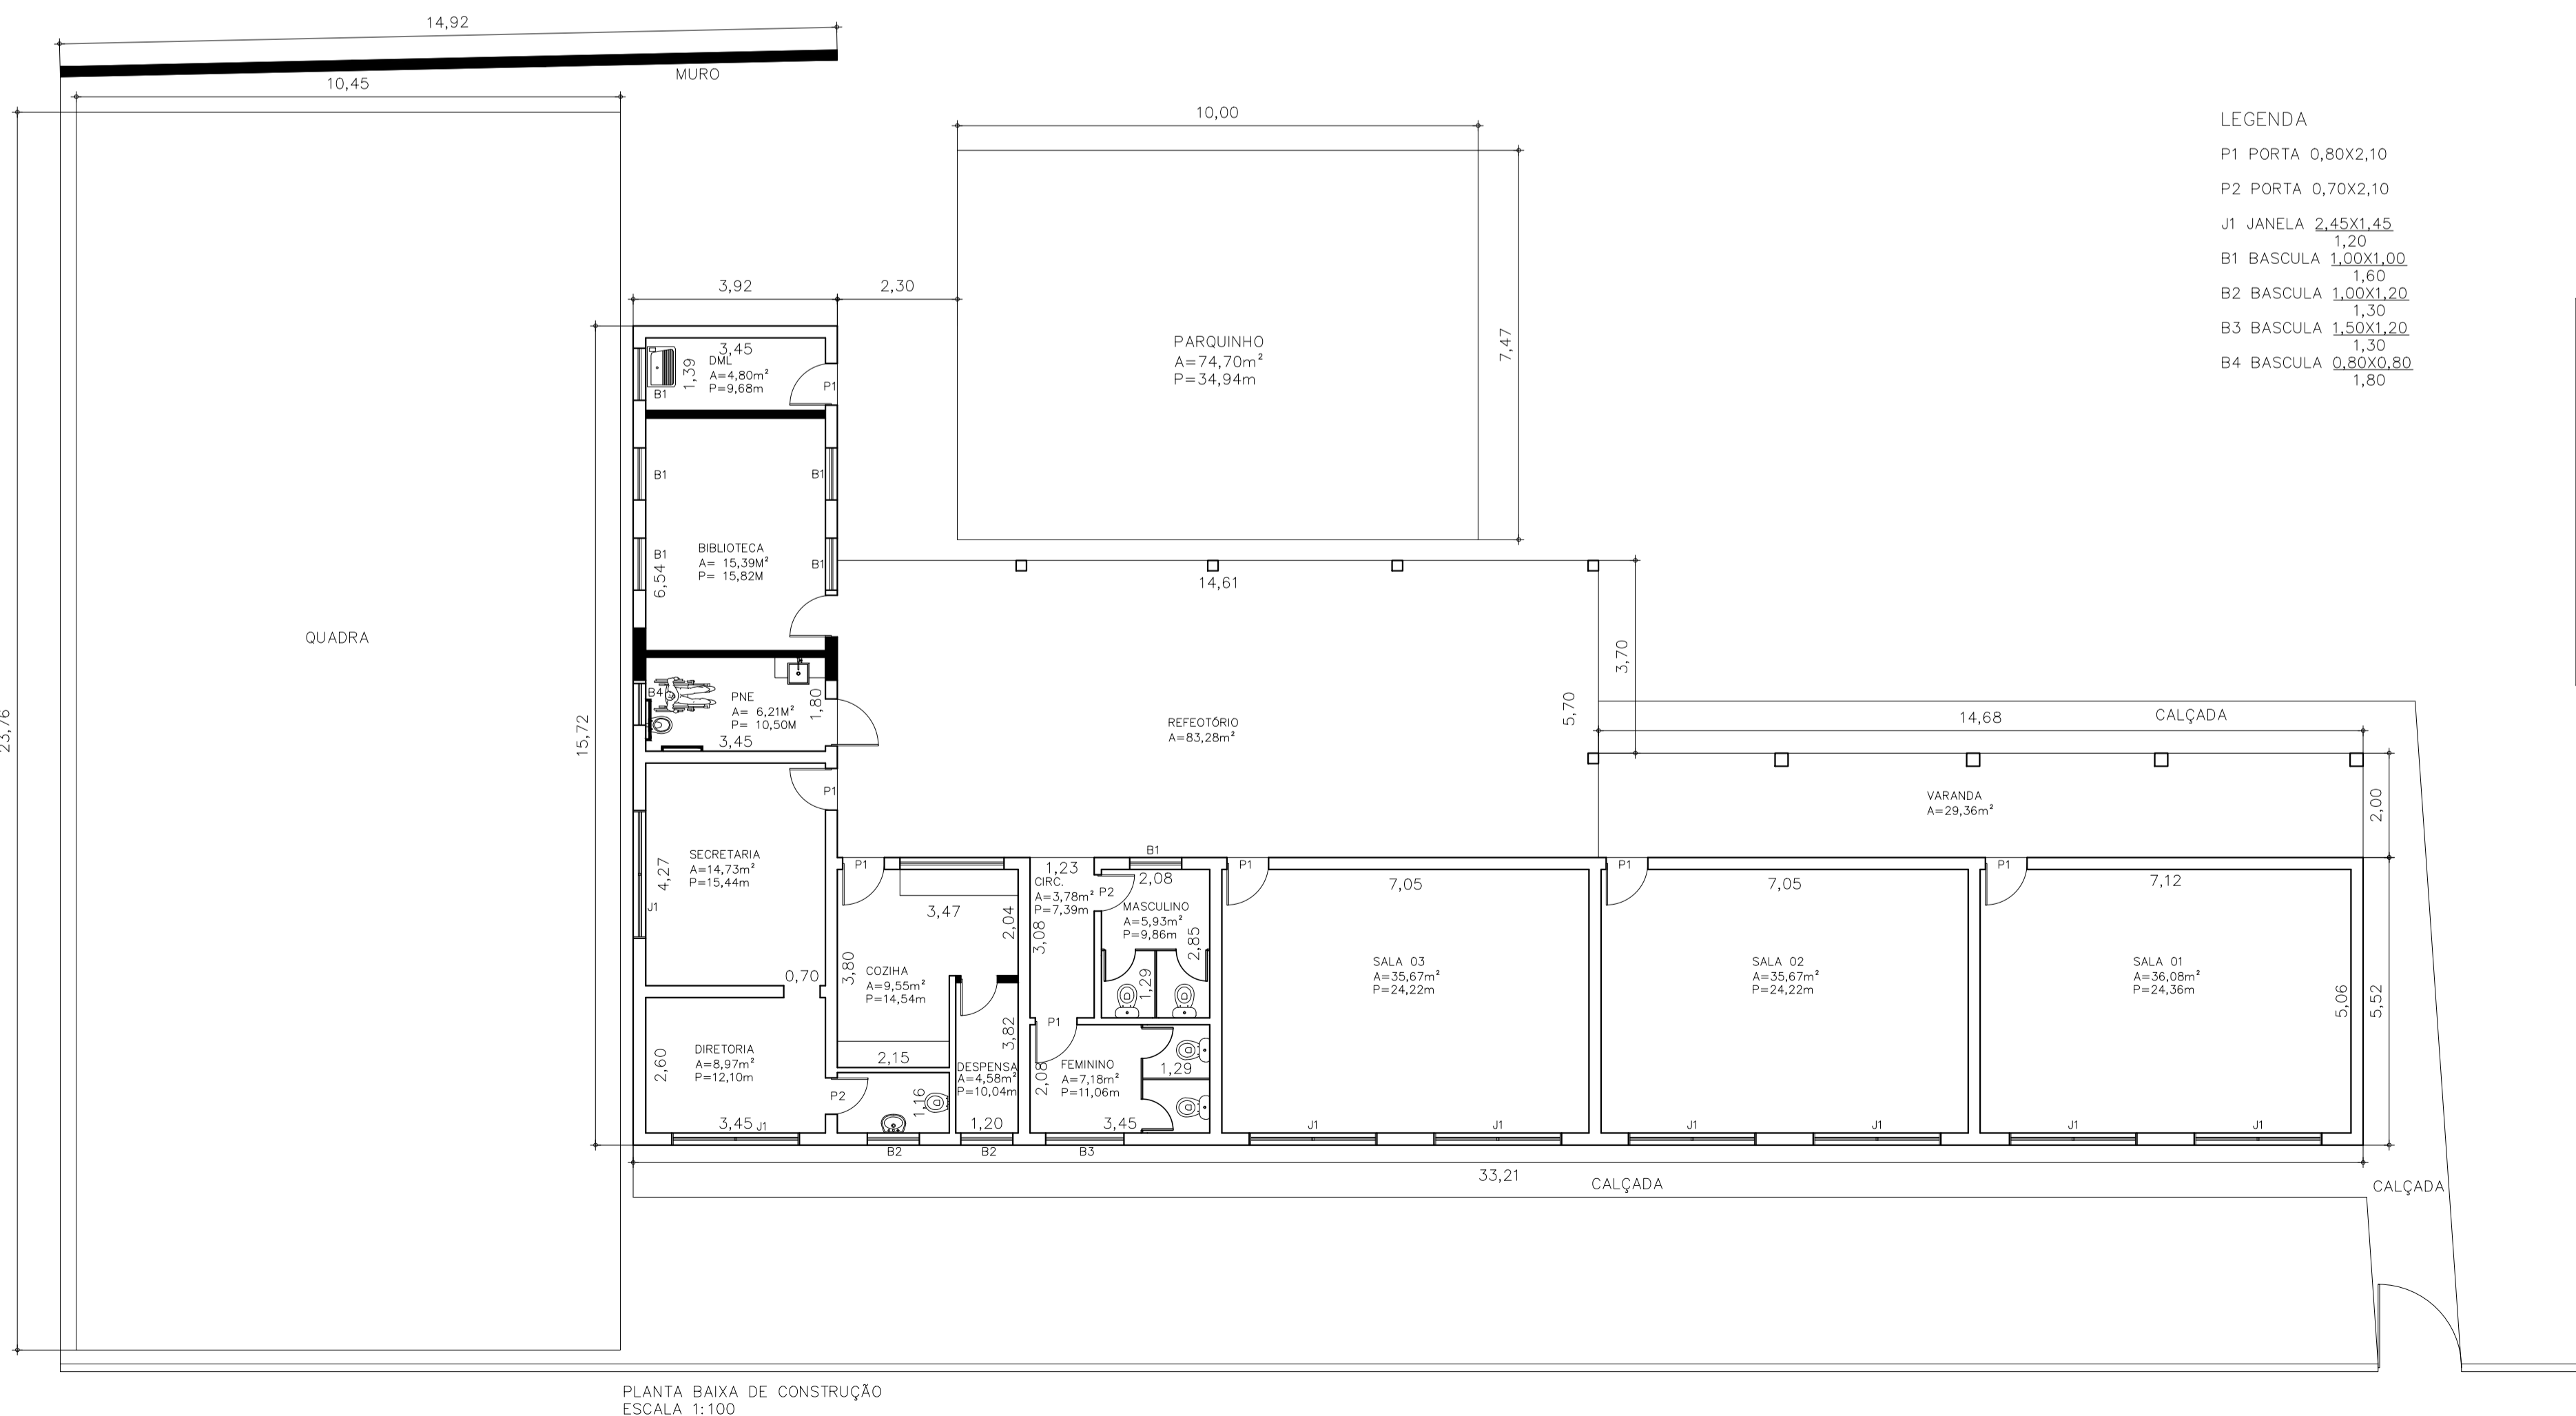 14,92
MURO
10,45
10,00
LEGENDA
P1 PORTA 0,80X2,10
P2 PORTA 0,70X2,10
J1 JANELA 2,45X1,45
1,20
B1 BASCULA 1,00X1,00
1,60
B2 BASCULA 1,00X1,20
1,30
B3 BASCULA 1,50X1,20
1,30
B4 BASCULA 0,80X0,80
1,80
3,92
2,30
PARQUINHO
A=74,70m²
P=34,94m
7,47
3,45
DML
A=4,80m²
P=9,68m
1,39
B1
P1
B1
B1
B1
B1
BIBLIOTECA
A= 15,39M²
P= 15,82M
6,54
14,61
QUADRA
23,76
15,72
B4
PNE
A= 6,21M²
P= 10,50M
1,80
3,45
REFEOTÓRIO
A=83,28m²
5,70
3,70
14,68
CALÇADA
VARANDA
A=29,36m²
2,00
P1
SECRETARIA
A=14,73m²
P=15,44m
4,27
J1
0,70
P1
3,47
2,04
3,80
COZIHA
A=9,55m²
P=14,54m
2,15
1,23
CIRC.
A=3,78m²
P=7,39m
3,08
P2
B1
2,08
MASCULINO
A=5,93m²
P=9,86m
2,85
1,29
P1
7,05
SALA 03
A=35,67m²
P=24,22m
P1
7,05
SALA 02
A=35,67m²
P=24,22m
P1
7,12
SALA 01
A=36,08m²
P=24,36m
5,06
5,52
DIRETORIA
A=8,97m²
P=12,10m
2,60
3,45
J1
P2
1,16
B2
3,82
DESPENSA
A=4,58m²
P=10,04m
1,20
B2
P1
FEMININO
A=7,18m²
P=11,06m
2,08
1,29
3,45
B3
J1
J1
J1
J1
J1
J1
33,21
CALÇADA
CALÇADA
PLANTA BAIXA DE CONSTRUÇÃO
ESCALA 1:100